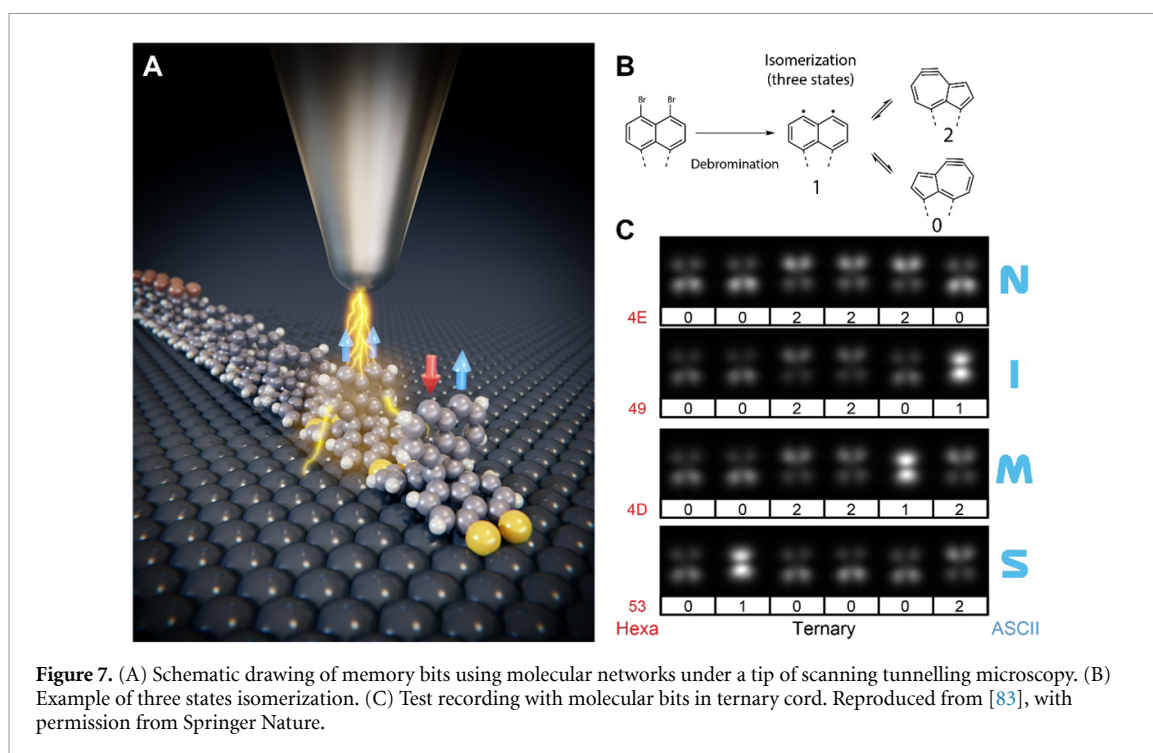 A
B
Isomerization
(three states)
Br Br
Debromination
1
2
0
C
4E 0 0 2 2 2 0 N
49 0 0 2 2 0 1 I
4D 0 0 2 2 1 2 M
53 0 1 0 0 0 2 S
Hexa Ternary ASCII
Figure 7. (A) Schematic drawing of memory bits using molecular networks under a tip of scanning tunnelling microscopy. (B)
Example of three states isomerization. (C) Test recording with molecular bits in ternary cord. Reproduced from [83], with
permission from Springer Nature.